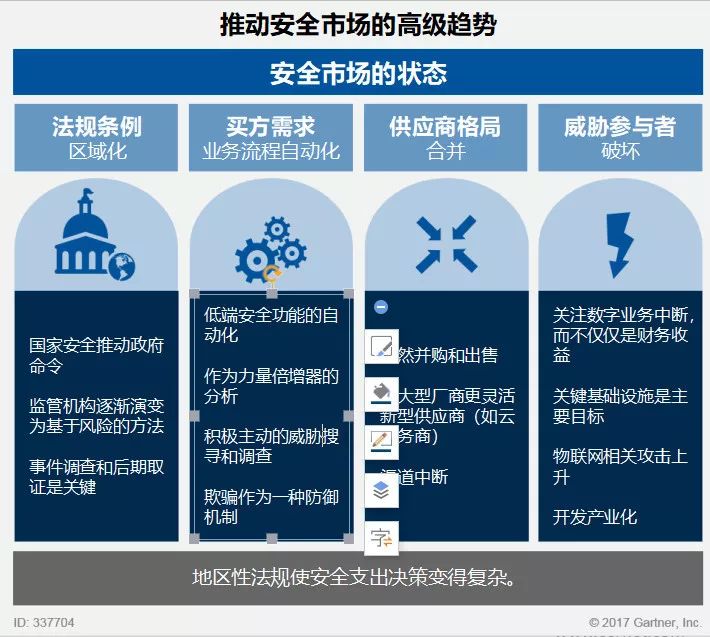 推动安全市场的高级趋势
安全市场的状态
法规条例
区域化
买方需求
业务流程自动化
供应商格局
合并
威胁参与者
破坏
国家安全推动政府
命令
监管机构逐渐演变
为基于风险的方法
事件调查和后期取
证是关键
低端安全功能的自
动化
作为力量倍增器的
分析
积极主动的威胁搜
寻和调查
欺骗作为一种防御
机制
然并购和出售
大型厂商更灵活
新型供应商（如云
务商）
渠道中断
关注数字业务中断，
而不仅仅是财务收
益
关键基础设施是主
要目标
物联网相关攻击上
升
开发产业化
字
地区性法规使安全支出决策变得复杂。
ID: 337704
© 2017 Gartner, Inc.